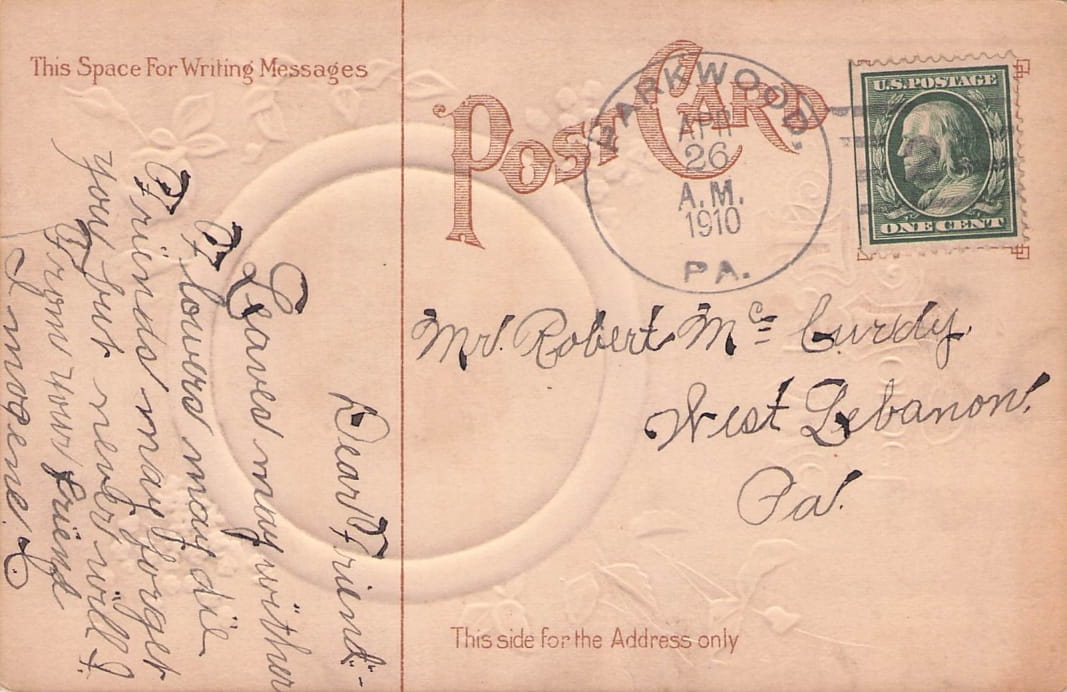 This Space For Writing Messages
POST CARD
PARKWOOD,
APR
26
A.M.
1910
PA.
U.S. POSTAGE
ONE CENT
Dear Friend-
Leaves may wither
Flowers may die
Friends may forget
you but never will I
From your friend
Imogene L
Mr. Robert Mc Curdy
West Lebanon
Pa.
This side for the Address only